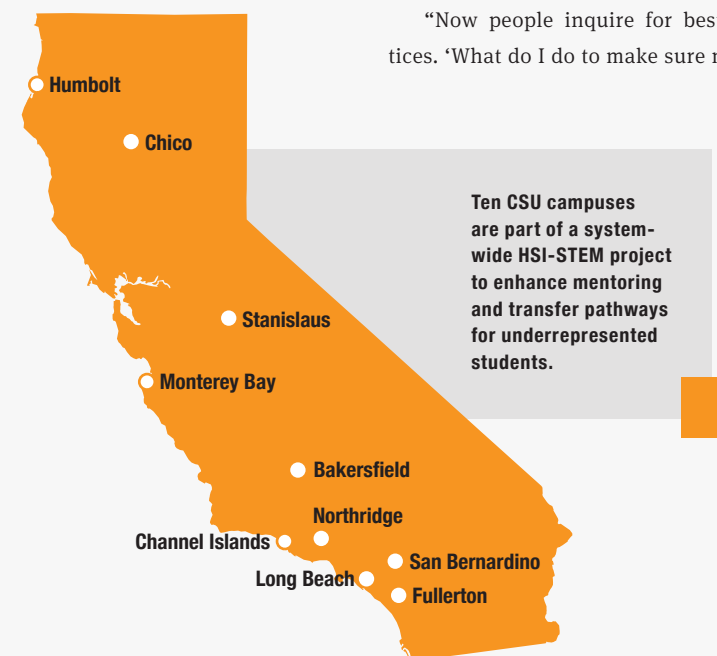 “Now people inquire for bes
tices. ‘What do I do to make sure
Humbolt
Chico
Ten CSU campuses
are part of a system-
wide HSI-STEM project
to enhance mentoring
and transfer pathways
for underrepresented
students.
Stanislaus
Monterey Bay
Bakersfield
Northridge
Channel Islands
San Bernardino
Long Beach
Fullerton